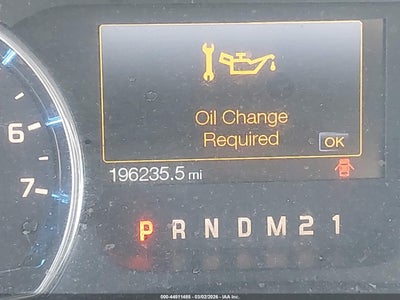 Oil Change
Required
OK
196235.5 mi
6
7
P R N D M 2 1
000-44611485 - 03/02/2026 - IAA Inc.